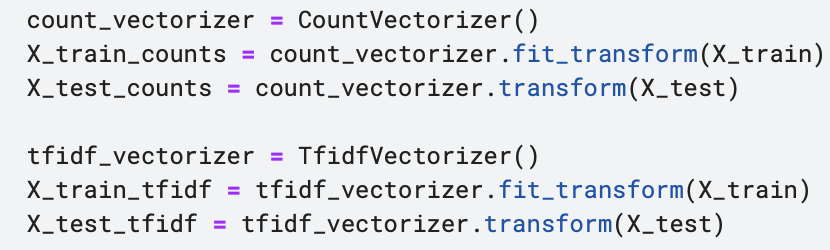 count_vectorizer = CountVectorizer()
X_train_counts = count_vectorizer.fit_transform(X_train)
X_test_counts = count_vectorizer.transform(X_test)

tfidf_vectorizer = TfidfVectorizer()
X_train_tfidf = tfidf_vectorizer.fit_transform(X_train)
X_test_tfidf = tfidf_vectorizer.transform(X_test)